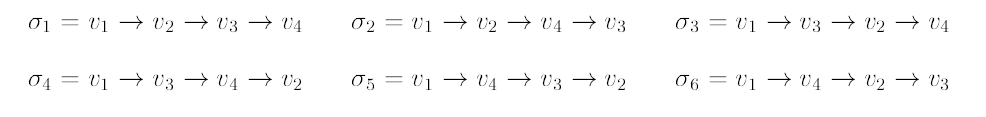 σ₁ = v₁ → v₂ → v₃ → v₄ σ₂ = v₁ → v₂ → v₄ → v₃ σ₃ = v₁ → v₃ → v₂ → v₄
σ₄ = v₁ → v₃ → v₄ → v₂ σ₅ = v₁ → v₄ → v₃ → v₂ σ₆ = v₁ → v₄ → v₂ → v₃